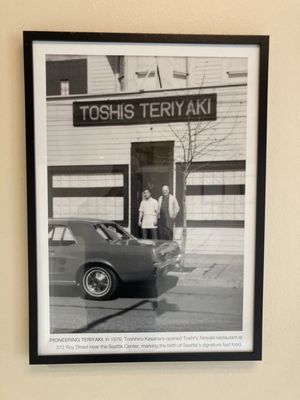 TOSHIS TERIYAKI
PIONEERING TERIYAKI: In 1976, Toshihiro Kasahara opened Toshi's Teriyaki restaurant at
372 Roy Street near the Seattle Center, marking the birth of Seattle's signature fast food.